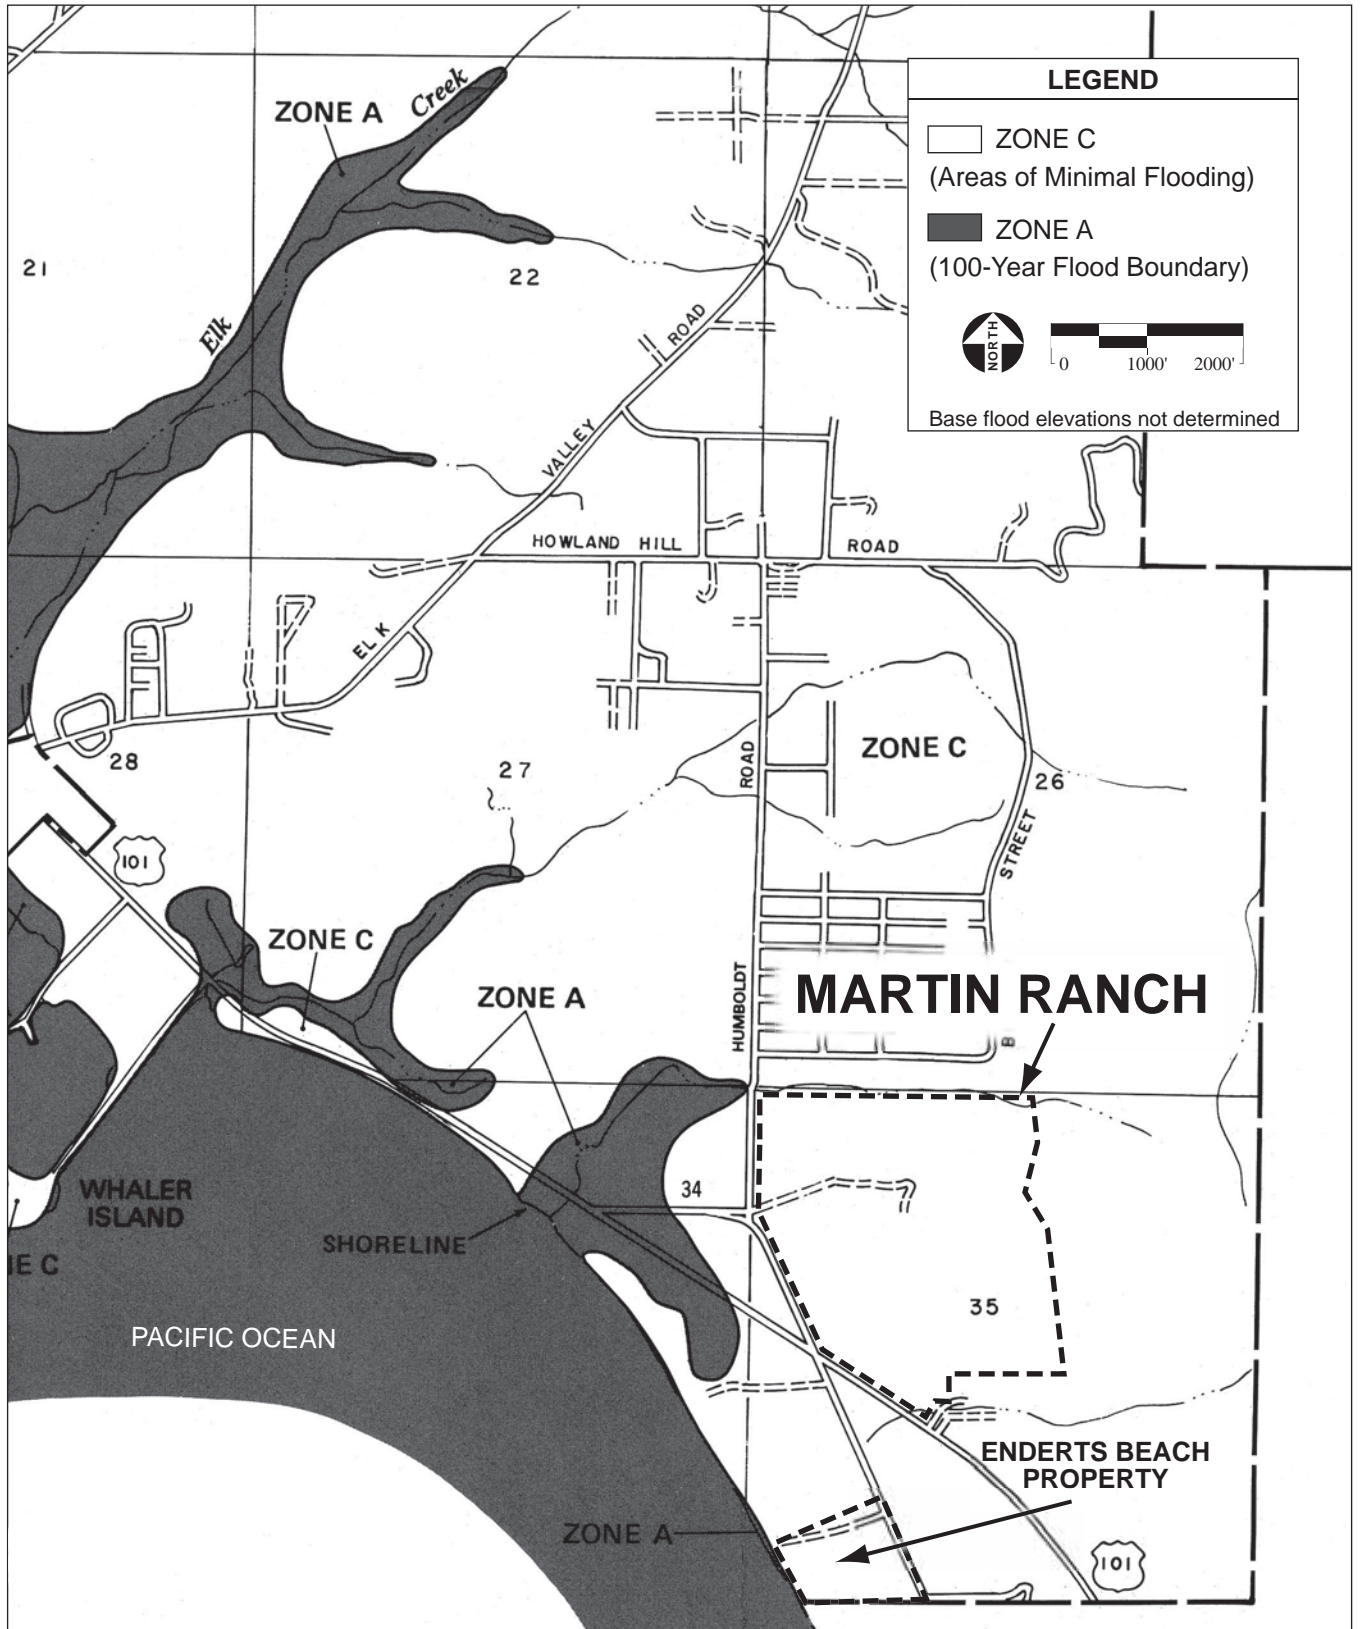 LEGEND
ZONE C
(Areas of Minimal Flooding)
ZONE A
(100-Year Flood Boundary)
NORTH
0 1000' 2000'
Base flood elevations not determined
ZONE A
Creek
Elk
21
22
ROAD
VALLEY
ELK
HOWLAND HILL ROAD
28
27
ROAD
HUMBOLDT
ZONE C
26
STREET
B
101
ZONE C
ZONE A
MARTIN RANCH
WHALER
ISLAND
34
SHORELINE
NE C
35
PACIFIC OCEAN
ENDERTS BEACH
PROPERTY
ZONE A
101